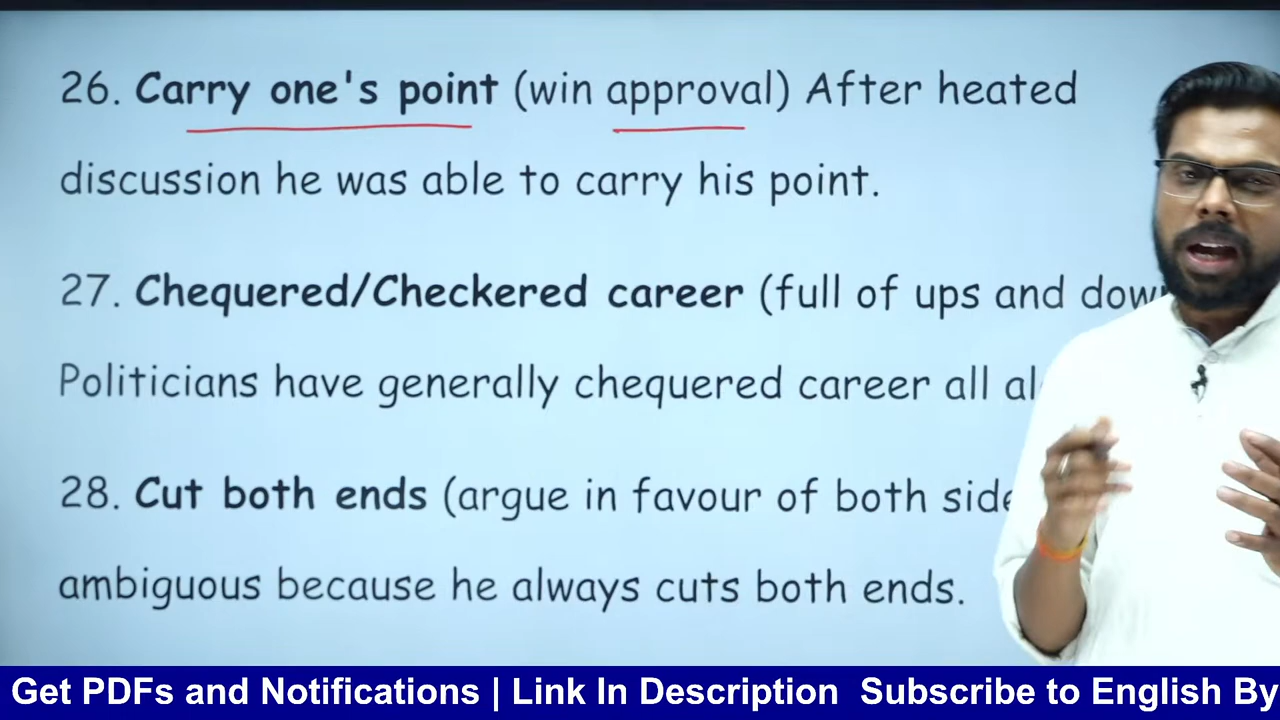 26. Carry one's point (win approval) After heated
discussion he was able to carry his point.
27. Chequered/Checkered career (full of ups and
Politicians have generally chequered career all
28. Cut both ends (argue in favour of both
ambiguous because he always cuts both ends.
Get PDFs and Notifications | Link In Description Subscribe to English By